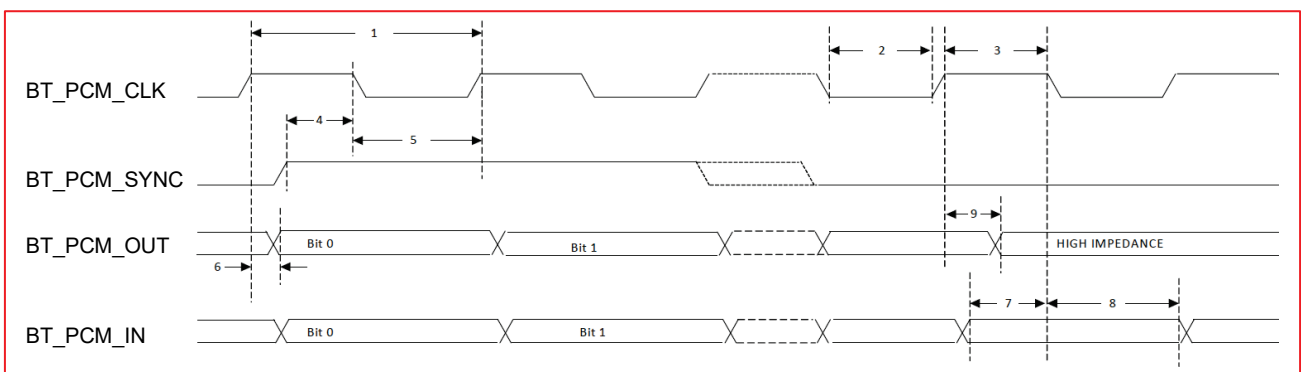 1
2
3
BT_PCM_CLK
4
5
BT_PCM_SYNC
9
BT_PCM_OUT
Bit 0
Bit 1
HIGH IMPEDANCE
6
7
8
BT_PCM_IN
Bit 0
Bit 1